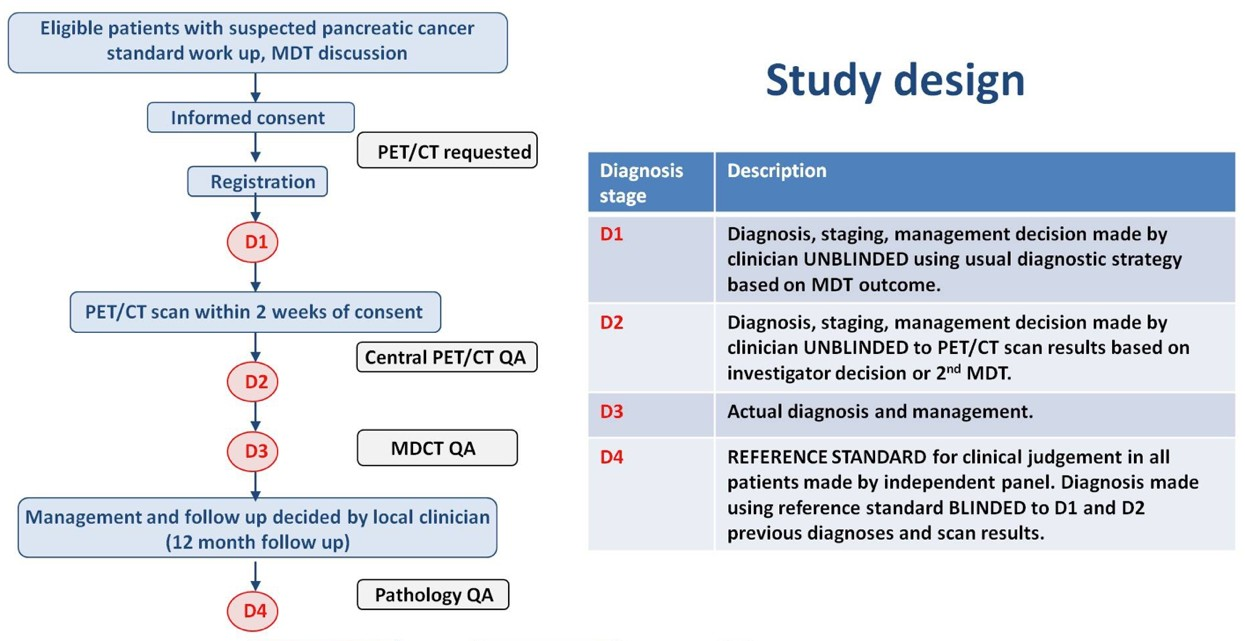 Eligible patients with suspected pancreatic cancer
standard work up, MDT discussion
Informed consent
PET/CT requested
Registration
D1
PET/CT scan within 2 weeks of consent
Central PET/CT QA
D2
D3
MDCT QA
Management and follow up decided by local clinician
(12 month follow up)
Pathology QA
D4
Study design
Diagnosis
stage
Description
D1
Diagnosis, staging, management decision made by
clinician UNBLINDED using usual diagnostic strategy
based on MDT outcome.
D2
Diagnosis, staging, management decision made by
clinician UNBLINDED to PET/CT scan results based on
investigator decision or 2nd MDT.
D3
Actual diagnosis and management.
D4
REFERENCE STANDARD for clinical judgement in all
patients made by independent panel. Diagnosis made
using reference standard BLINDED to D1 and D2
previous diagnoses and scan results.